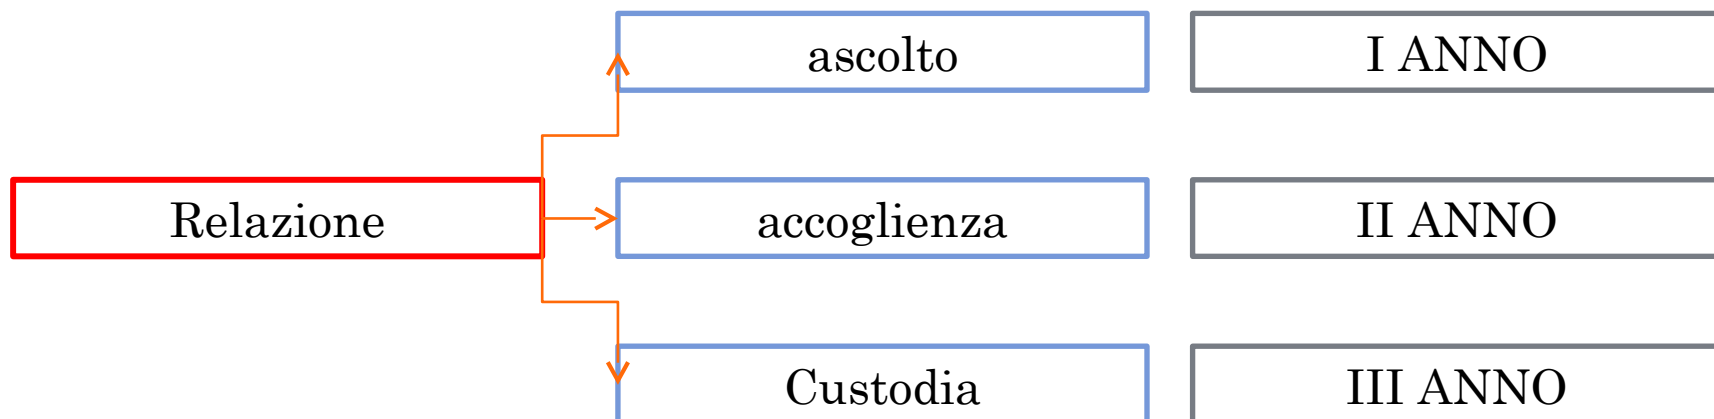 ascolto I ANNO
Relazione accoglienza II ANNO
Custodia III ANNO